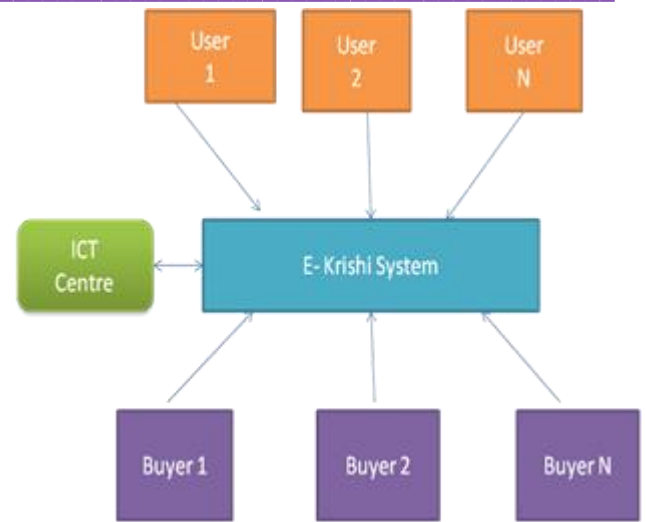 User
1
User
2
User
N
ICT
Centre
E- Krishi System
Buyer 1
Buyer 2
Buyer N